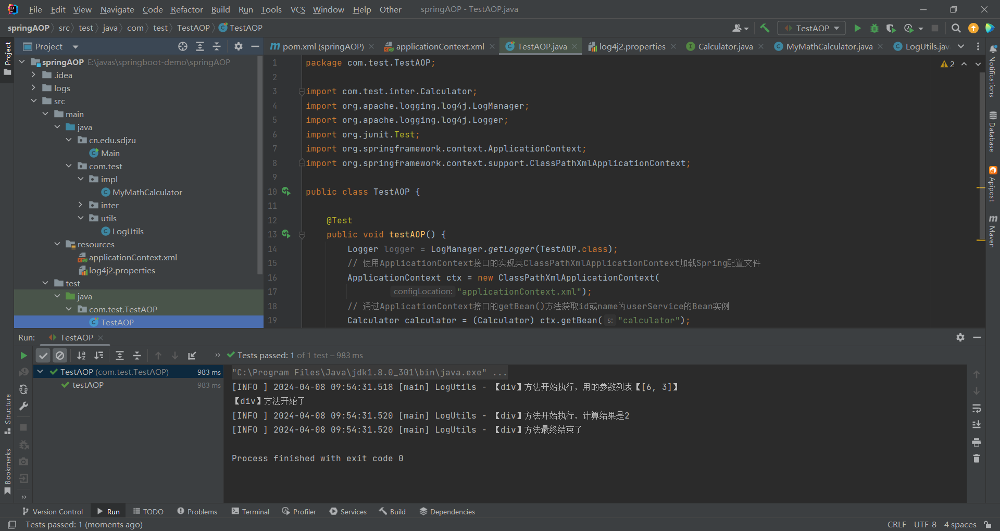 File Edit View Navigate Code Refactor Build Run Tools VCS Window Help Other springAOP - TestAOP.java
springAOP src test java com test TestAOP TestAOP
TestAOP
Project
Project
pom.xml (springAOP) applicationContext.xml TestAOP.java log4j2.properties Calculator.java MyMathCalculator.java LogUtils.jav
springAOP E:\javas\springboot-demo\springAOP
.idea
logs
src
main
java
cn.edu.sdjzu
Main
com.test
impl
MyMathCalculator
inter
utils
LogUtils
resources
applicationContext.xml
log4j2.properties
test
java
com.test.TestAOP
TestAOP
1 package com.test.TestAOP;
2
3 import com.test.inter.Calculator;
4 import org.apache.logging.log4j.LogManager;
5 import org.apache.logging.log4j.Logger;
6 import org.junit.Test;
7 import org.springframework.context.ApplicationContext;
8 import org.springframework.context.support.ClassPathXmlApplicationContext;
9
10 public class TestAOP {
11
12 @Test
13 public void testAOP() {
14 Logger logger = LogManager.getLogger(TestAOP.class);
15 // 使用ApplicationContext接口的实现类ClassPathXmlApplicationContext加载Spring配置文件
16 ApplicationContext ctx = new ClassPathXmlApplicationContext(
17 configLocation: "applicationContext.xml");
18 // 通过ApplicationContext接口的getBean()方法获取id或name为userService的Bean实例
19 Calculator calculator = (Calculator) ctx.getBean( s: "calculator");
2
Notifications
Database
Apipost
Maven
Run: TestAOP
Tests passed: 1 of 1 test – 983 ms
TestAOP (com.test.TestAOP) 983 ms
testAOP 983 ms
"C:\Program Files\Java\jdk1.8.0_301\bin\java.exe" ...
[INFO ] 2024-04-08 09:54:31.518 [main] LogUtils - 【div】方法开始执行，用的参数列表【[6, 3]】
【div】方法开始了
[INFO ] 2024-04-08 09:54:31.520 [main] LogUtils - 【div】方法开始执行，计算结果是2
[INFO ] 2024-04-08 09:54:31.520 [main] LogUtils - 【div】方法最终结束了
Process finished with exit code 0
Structure
Bookmarks
Version Control Run TODO Problems Terminal Profiler Services Build Dependencies
Tests passed: 1 (moments ago) CRLF UTF-8 4 spaces